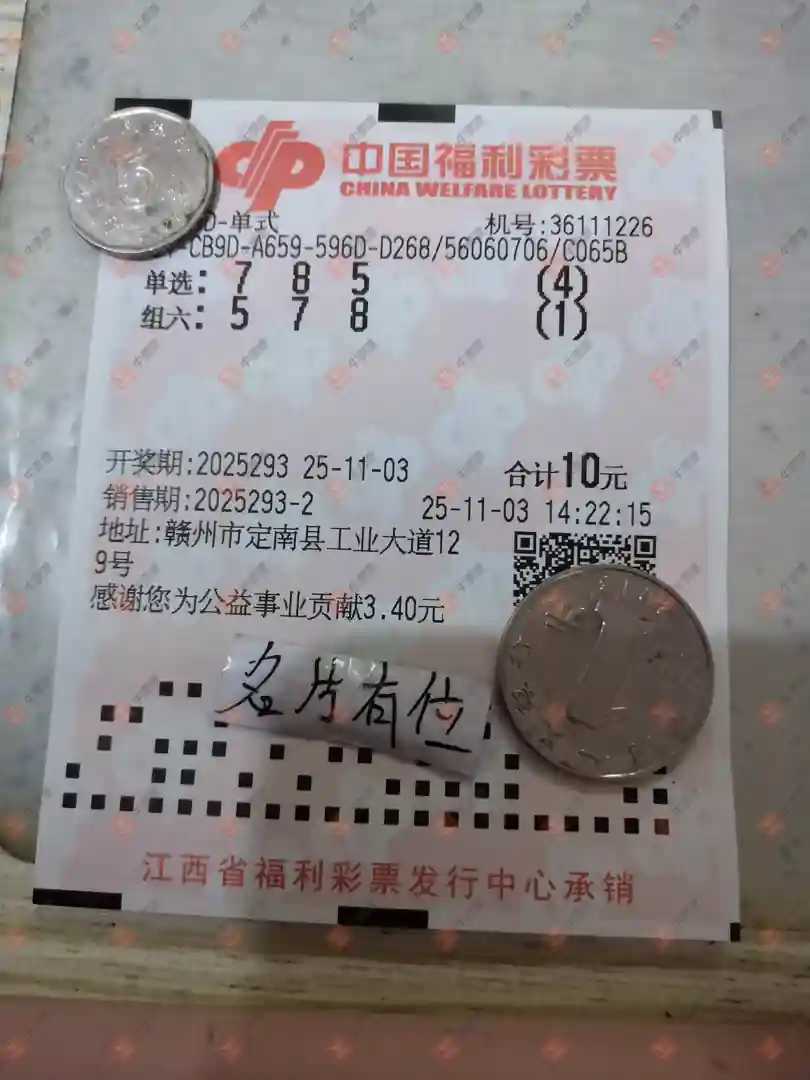 中国福利彩票
CHINA WELFARE LOTTERY
D-单式 机号:36111226
-CB9D-A659-596D-D268/56060706/C065B
单选: 7 8 5 (4)
组六: 5 7 8 (1)
开奖期:2025293 25-11-03 合计10元
销售期:2025293-2 25-11-03 14:22:15
地址:赣州市定南县工业大道12
9号
感谢您为公益事业贡献3.40元
名片有位
江西省福利彩票发行中心承销